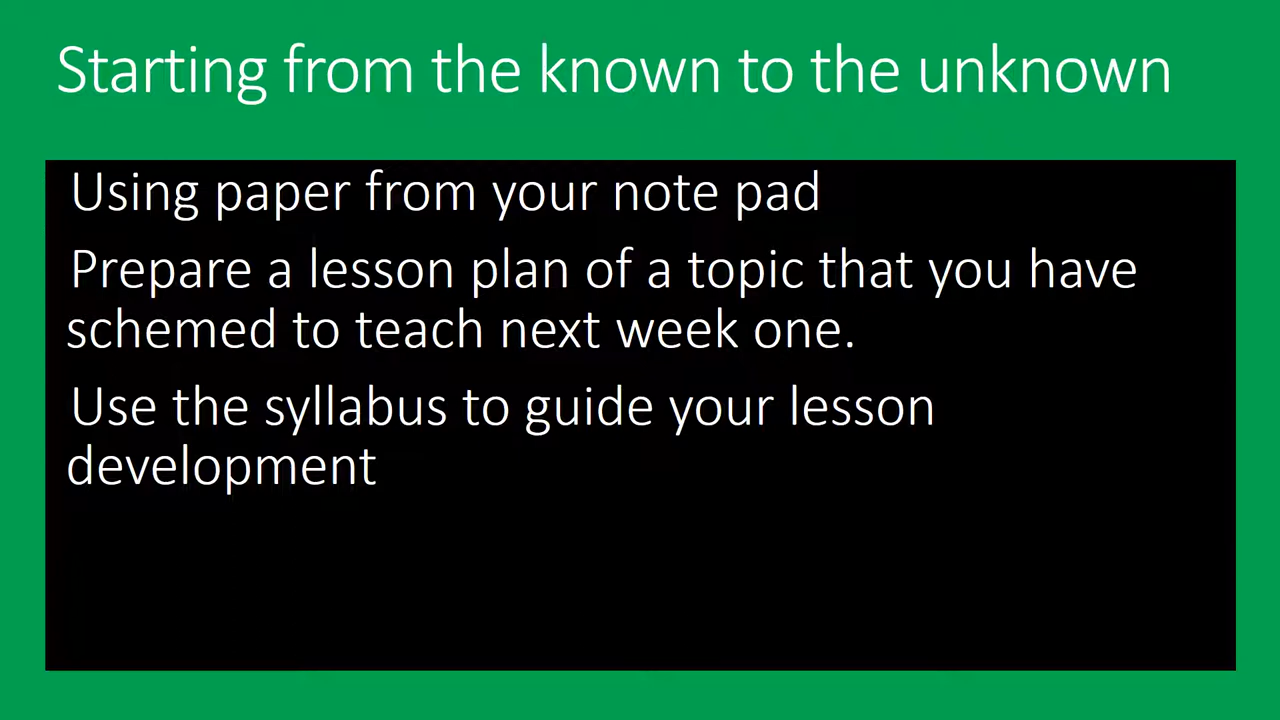 Starting from the known to the unknown
Using paper from your note pad
Prepare a lesson plan of a topic that you have
schemed to teach next week one.
Use the syllabus to guide your lesson
development